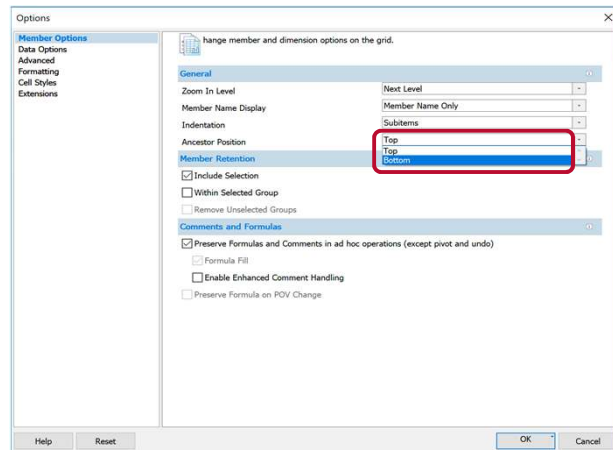 Options
Member Options
Data Options
Advanced
Formatting
Cell Styles
Extensions
hange member and dimension options on the grid.
General
Zoom In Level Next Level
Member Name Display Member Name Only
Indentation Subitems
Ancestor Position Top
Top
Bottom
Member Retention
Include Selection
Within Selected Group
Remove Unselected Groups
Comments and Formulas
Preserve Formulas and Comments in ad hoc operations (except pivot and undo)
Formula Fill
Enable Enhanced Comment Handling
Preserve Formula on POV Change
Help Reset OK Cancel